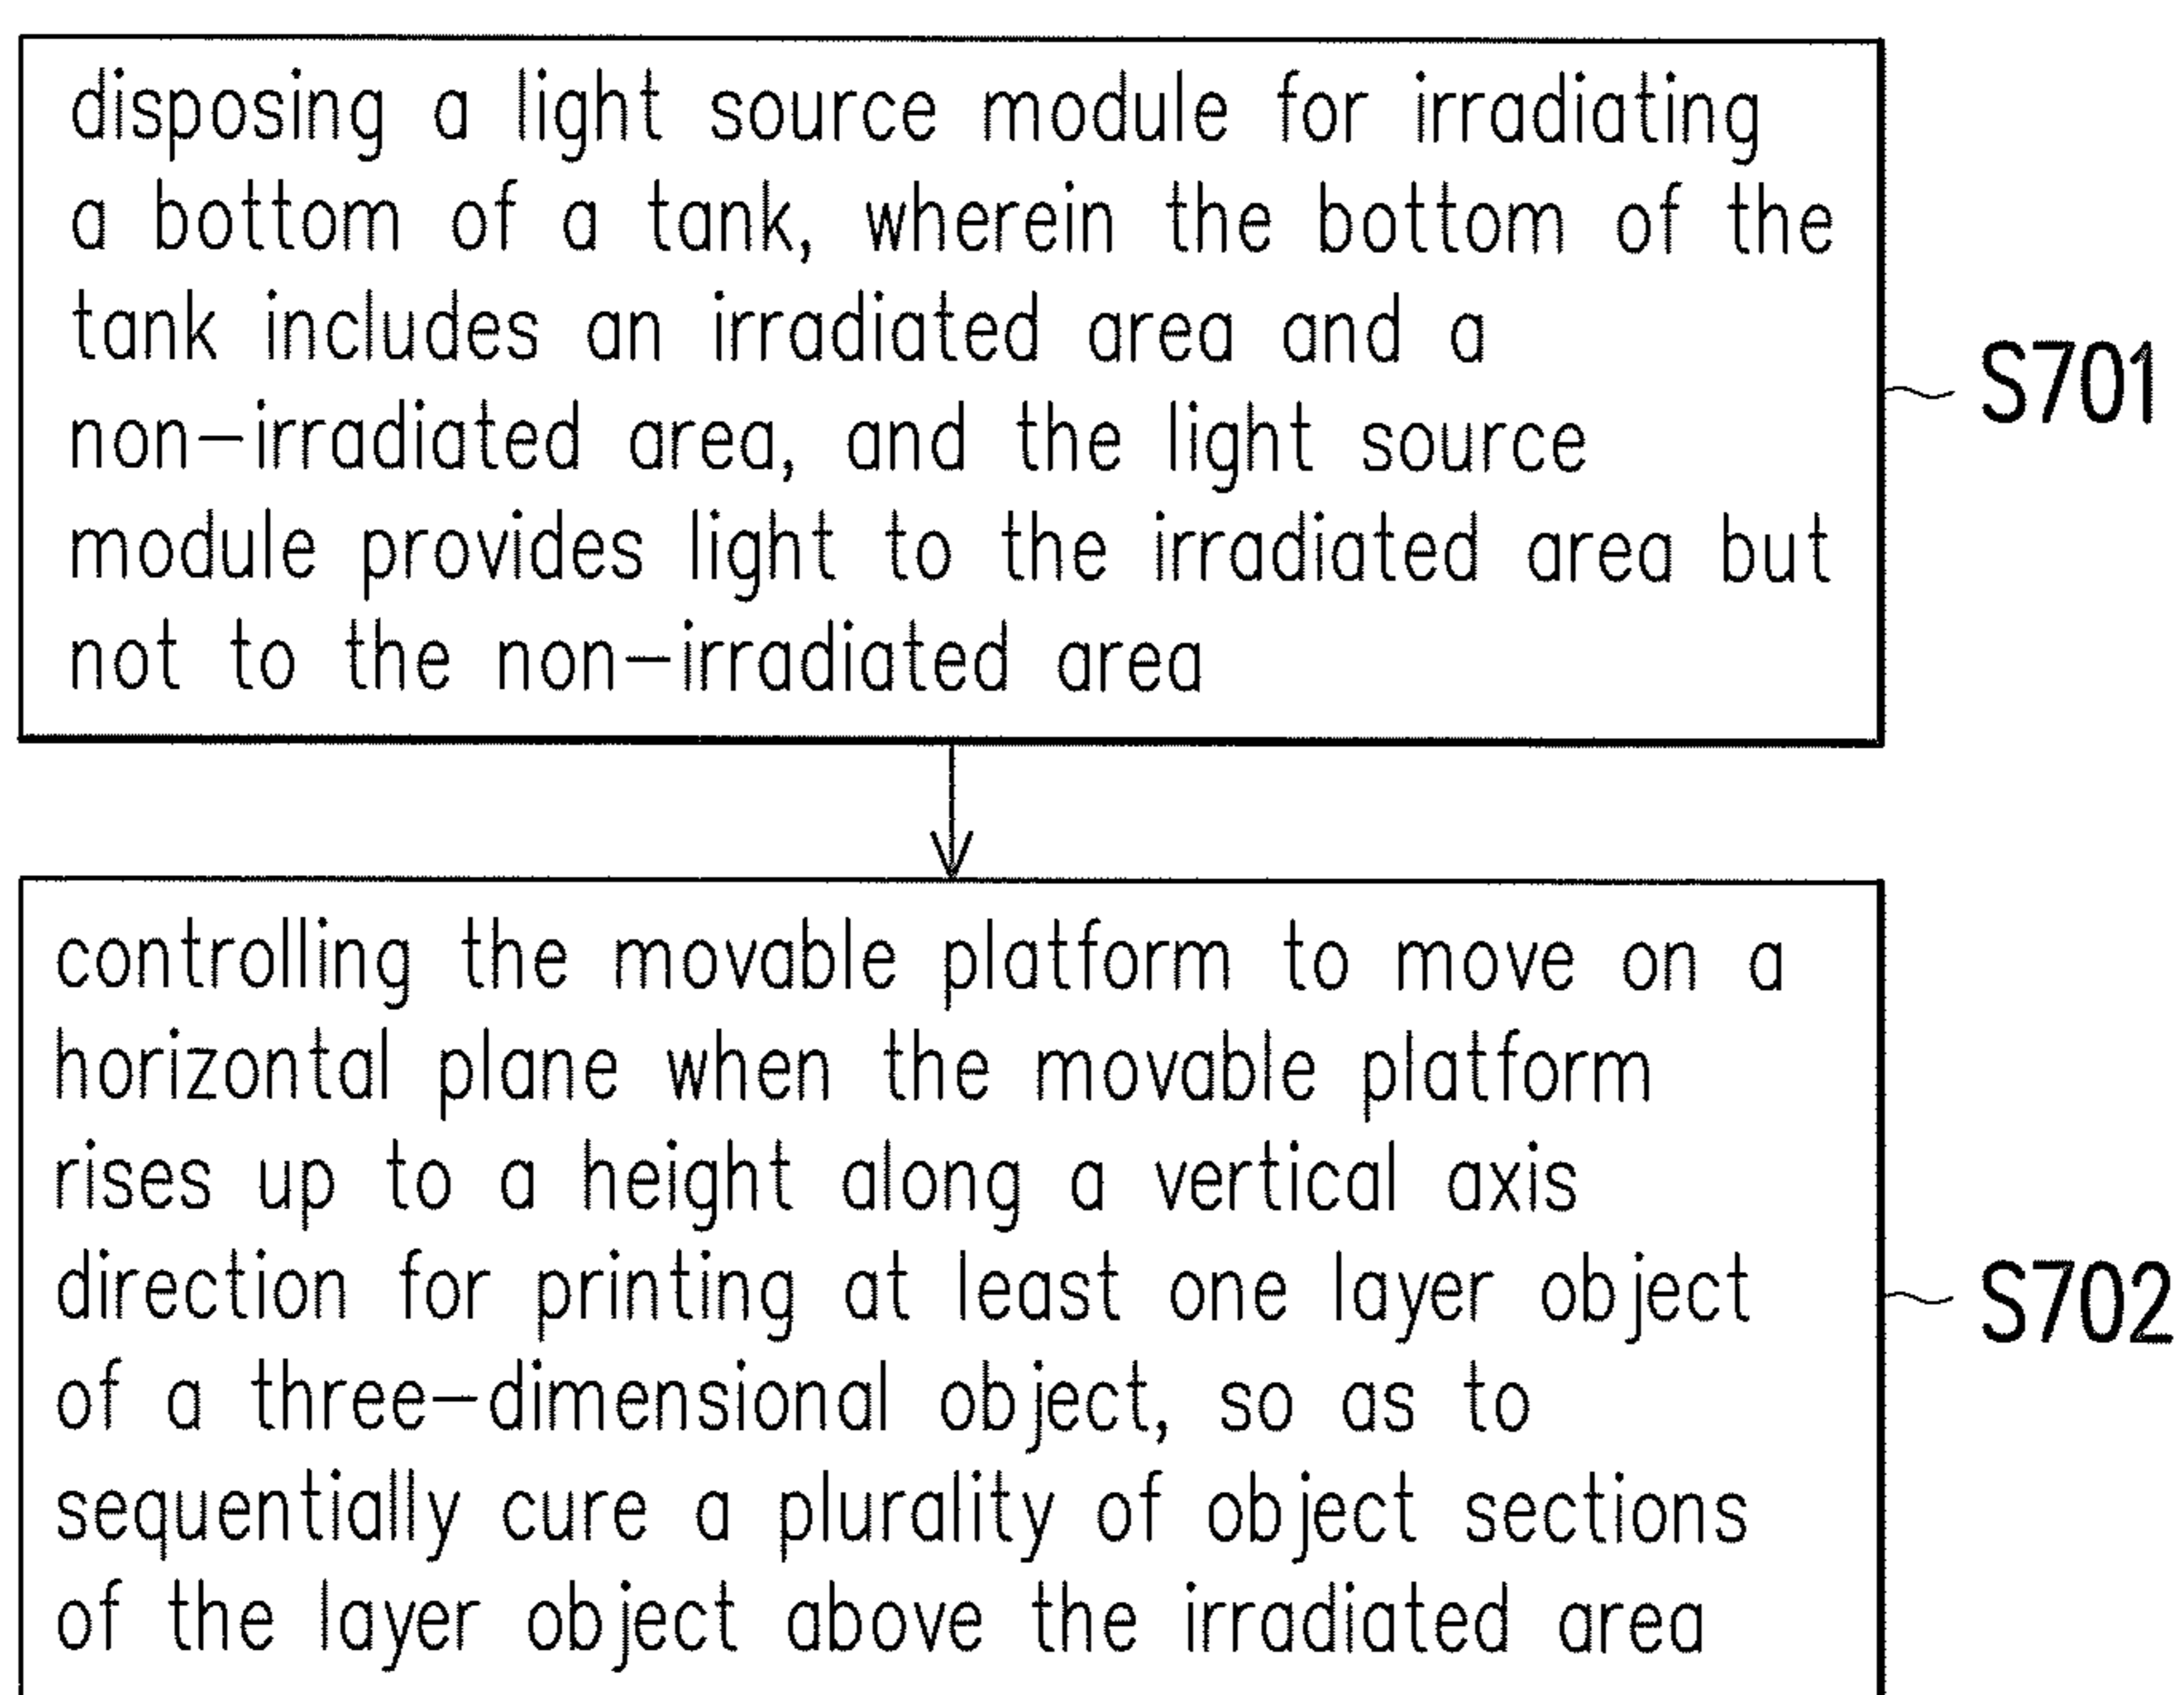 disposing a light source module for irradiating
a bottom of a tank, wherein the bottom of the
tank includes an irradiated area and a
non-irradiated area, and the light source
module provides light to the irradiated area but
not to the non-irradiated area
S701
controlling the movable platform to move on a
horizontal plane when the movable platform
rises up to a height along a vertical axis
direction for printing at least one layer object
of a three-dimensional object, so as to
sequentially cure a plurality of object sections
of the layer object above the irradiated area
S702